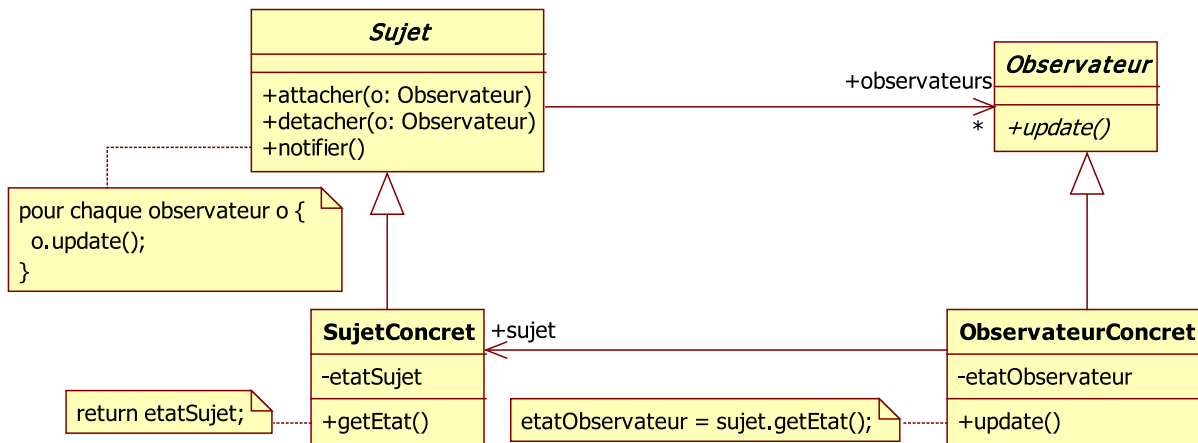 Sujet
+attacher(o: Observateur)
+detacher(o: Observateur)
+notifier()
+observateurs
*
Observateur
+update()
pour chaque observateur o {
o.update();
}
SujetConcret
-etatSujet
+getEtat()
return etatSujet;
+sujet
ObservateurConcret
-etatObservateur
+update()
etatObservateur = sujet.getEtat();